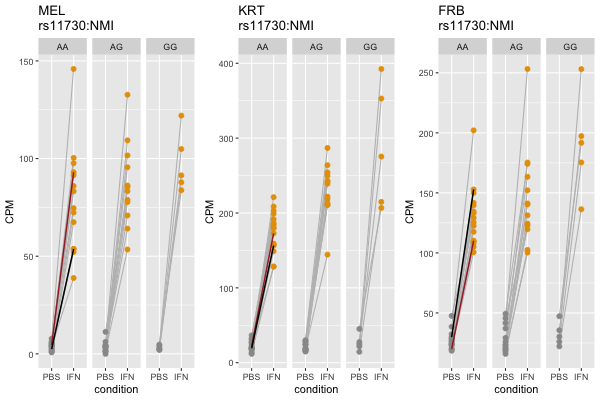 MEL
rs11730:NMI
AA AG GG
150
100
50
0
CPM
PBS IFN PBS IFN PBS IFN
condition
KRT
rs11730:NMI
AA AG GG
400
300
200
100
0
CPM
PBS IFN PBS IFN PBS IFN
condition
FRB
rs11730:NMI
AA AG GG
250
200
150
100
50
CPM
PBS IFN PBS IFN PBS IFN
condition